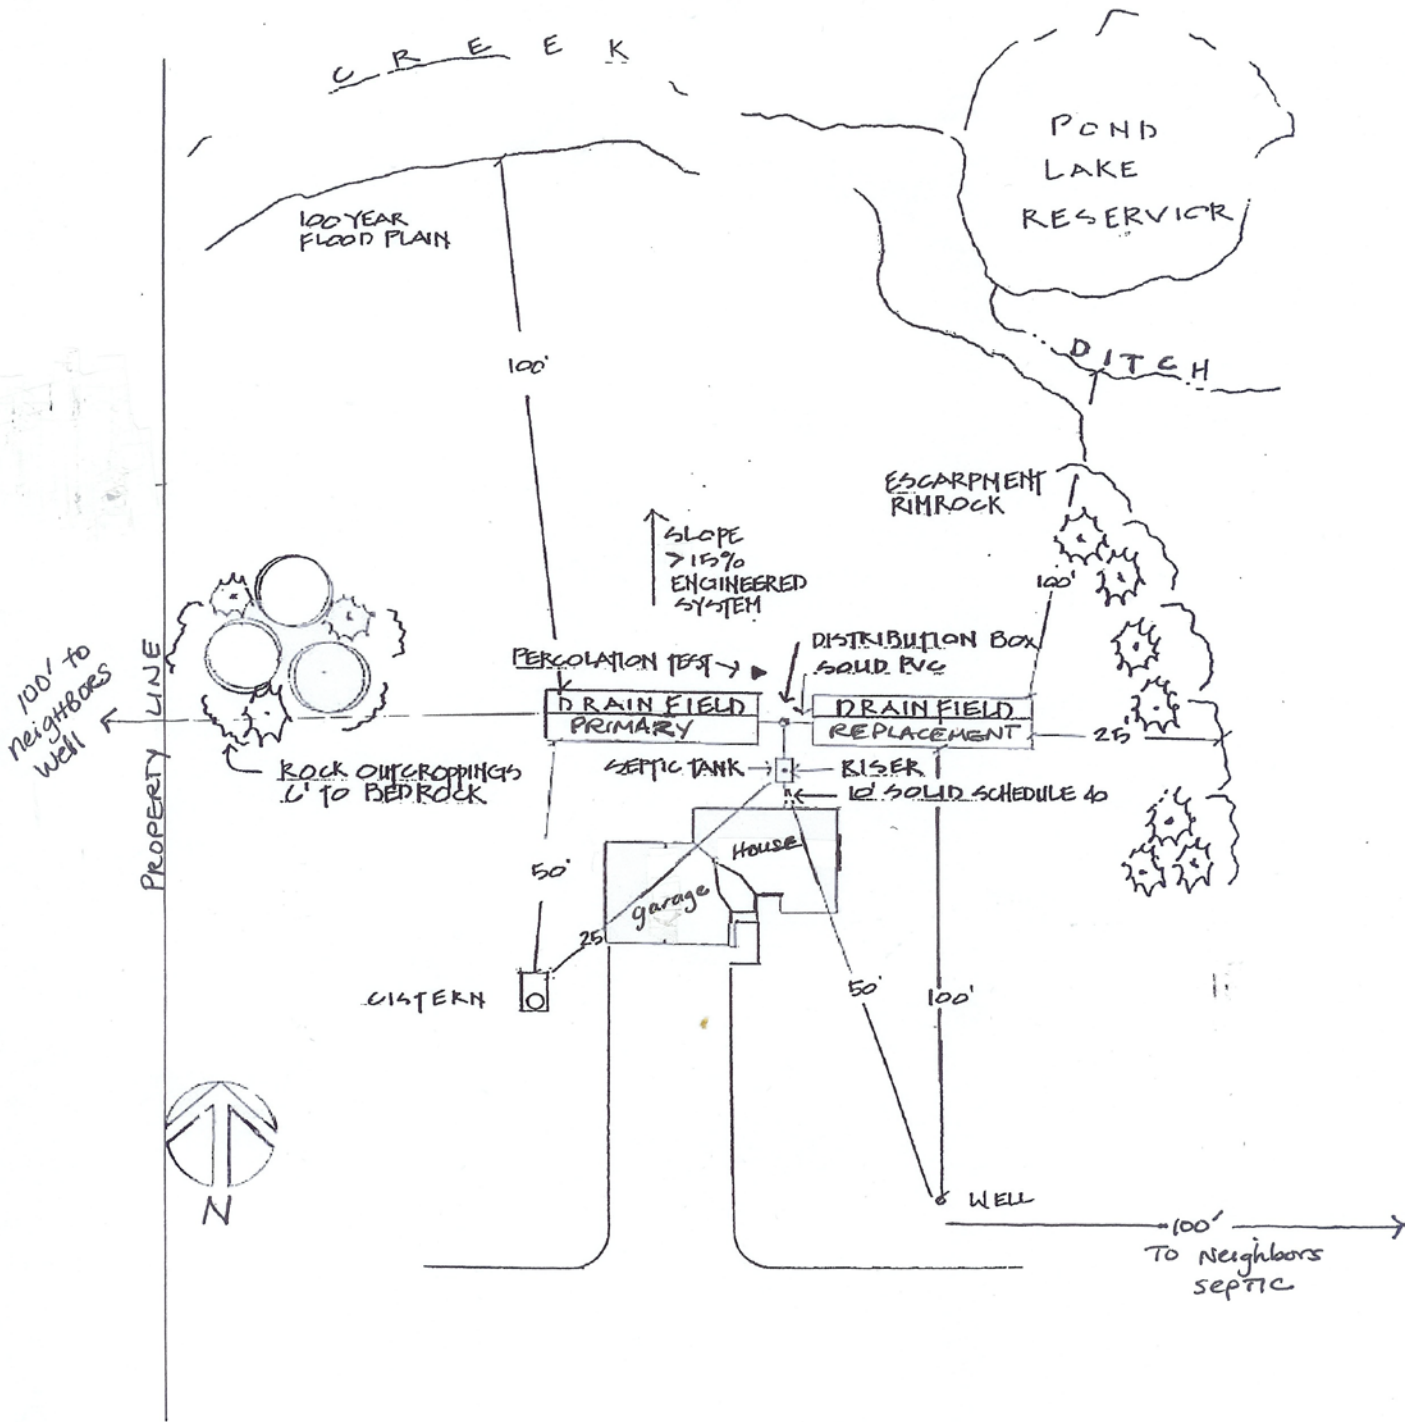 CREEK
POND
LAKE
RESERVIOR
100 YEAR
FLOOD PLAIN
100'
DITCH
ESCARPMENT
RIMROCK
SLOPE
>15%
ENGINEERED
SYSTEM
100'
100' to
neighbors
well
PROPERTY LINE
PERCOLATION TEST
DISTRIBUTION BOX
SOLID PVC
DRAIN FIELD
PRIMARY
DRAIN FIELD
REPLACEMENT
25'
ROCK OUTCROPPINGS
TO BEDROCK
SEPTIC TANK
RISER
10' SOLID SCHEDULE 40
HOUSE
garage
50'
25
CISTERN
50'
100'
N
WELL
100'
TO Neighbors
SEPTIC